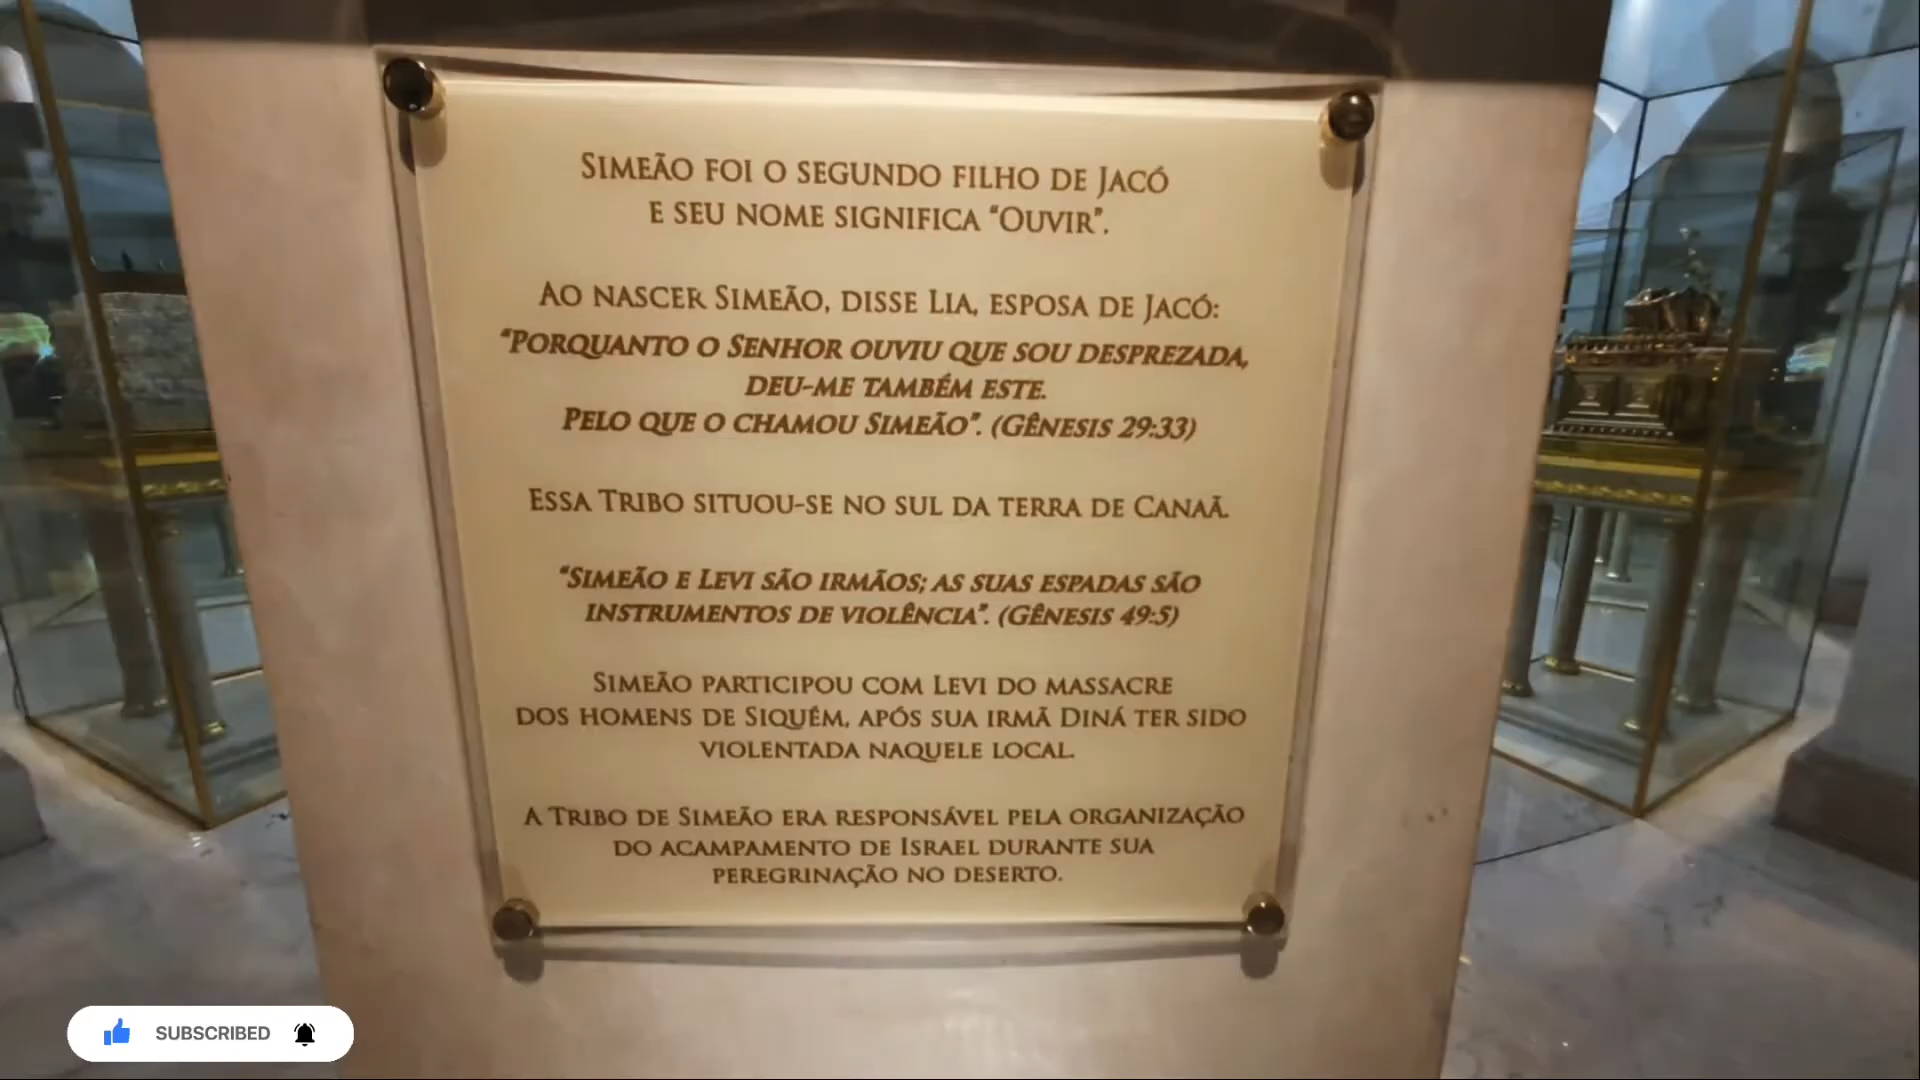 Simeão foi o segundo filho de Jacó
e seu nome significa “Ouvir”.
Ao nascer Simeão, disse Lia, esposa de Jacó:
“Porquanto o Senhor ouviu que sou desprezada,
deu-me também este.
Pelo que o chamou Simeão”. (Gênesis 29:33)
Essa Tribo situou-se no sul da terra de Canaã.
“Simeão e Levi são irmãos; as suas espadas são
instrumentos de violência”. (Gênesis 49:5)
Simeão participou com Levi do massacre
dos homens de Siquém, após sua irmã Diná ter sido
violentada naquele local.
A Tribo de Simeão era responsável pela organização
do acampamento de Israel durante sua
peregrinação no deserto.
SUBSCRIBED